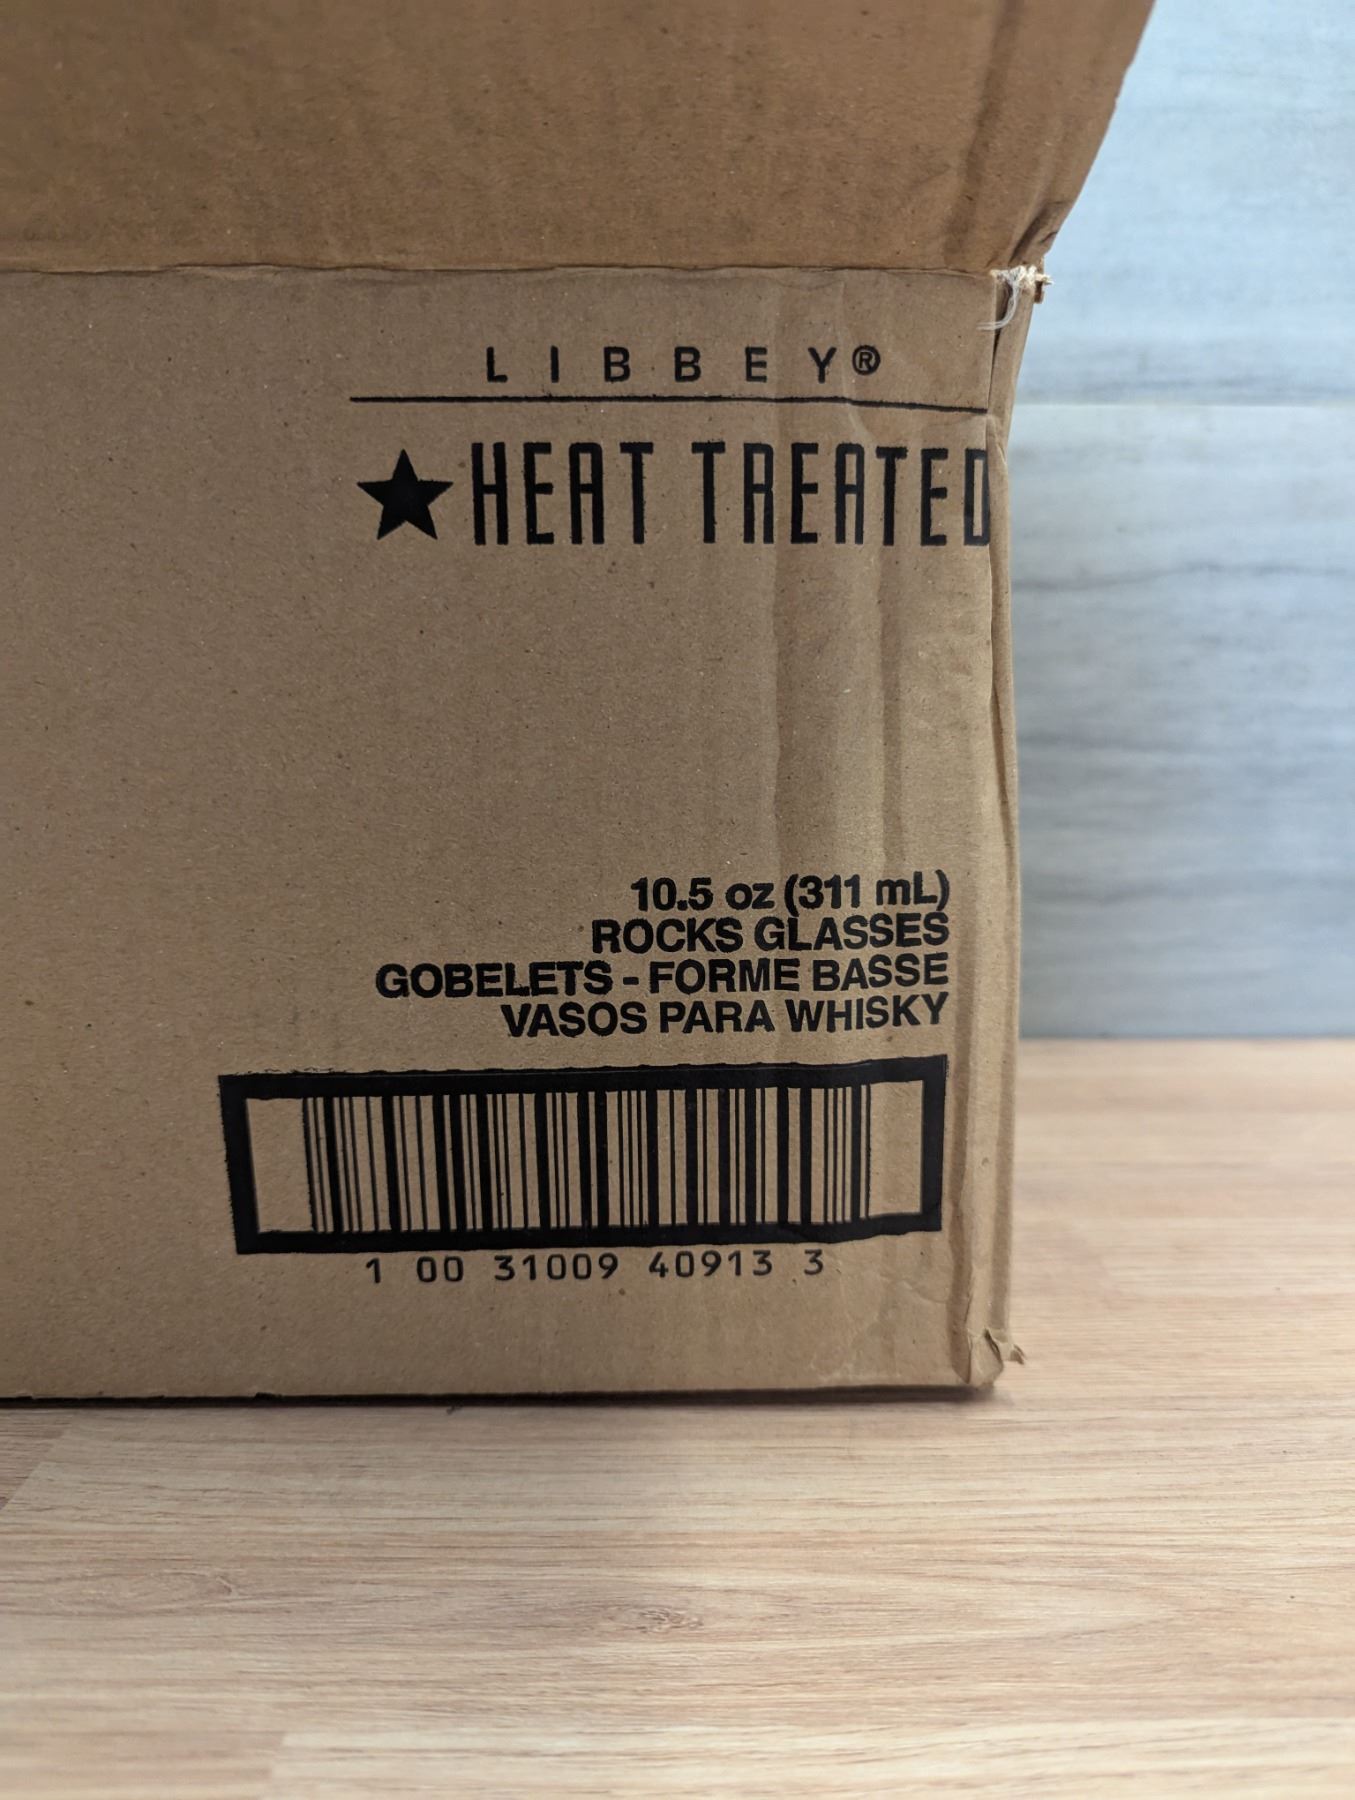 LIBBEY®
★HEAT TREATED
10.5 oz (311 mL)
ROCKS GLASSES
GOBELETS - FORME BASSE
VASOS PARA WHISKY
1 00 31009 40913 3